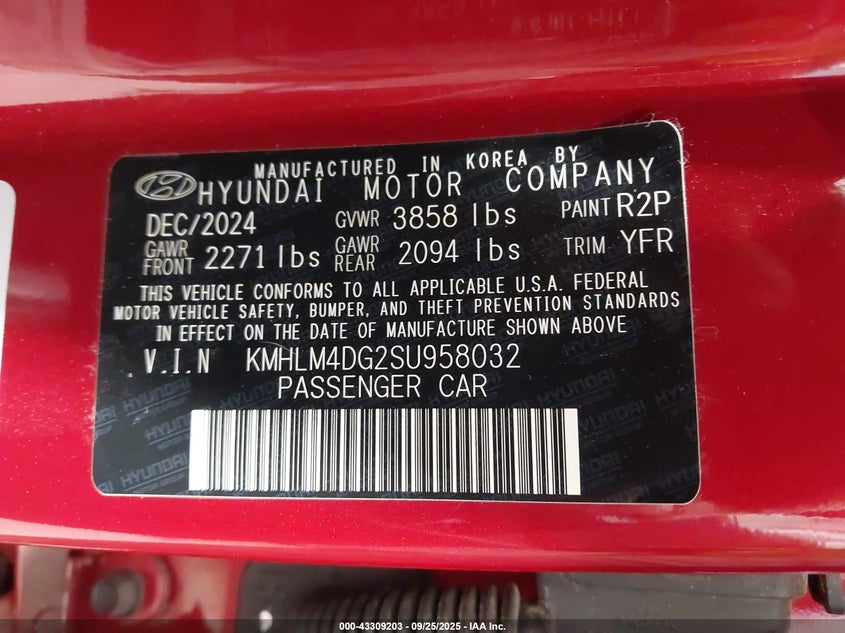 MANUFACTURED IN KOREA BY
HYUNDAI MOTOR COMPANY
DEC/2024 GVWR 3858 lbs PAINT R2P
GAWR FRONT 2271 lbs GAWR REAR 2094 lbs TRIM YFR
THIS VEHICLE CONFORMS TO ALL APPLICABLE U.S.A. FEDERAL
MOTOR VEHICLE SAFETY, BUMPER, AND THEFT PREVENTION STANDARDS
IN EFFECT ON THE DATE OF MANUFACTURE SHOWN ABOVE
V.I.N KMHLM4DG2SU958032
PASSENGER CAR
000-43309203 - 09/25/2025 - IAA Inc.